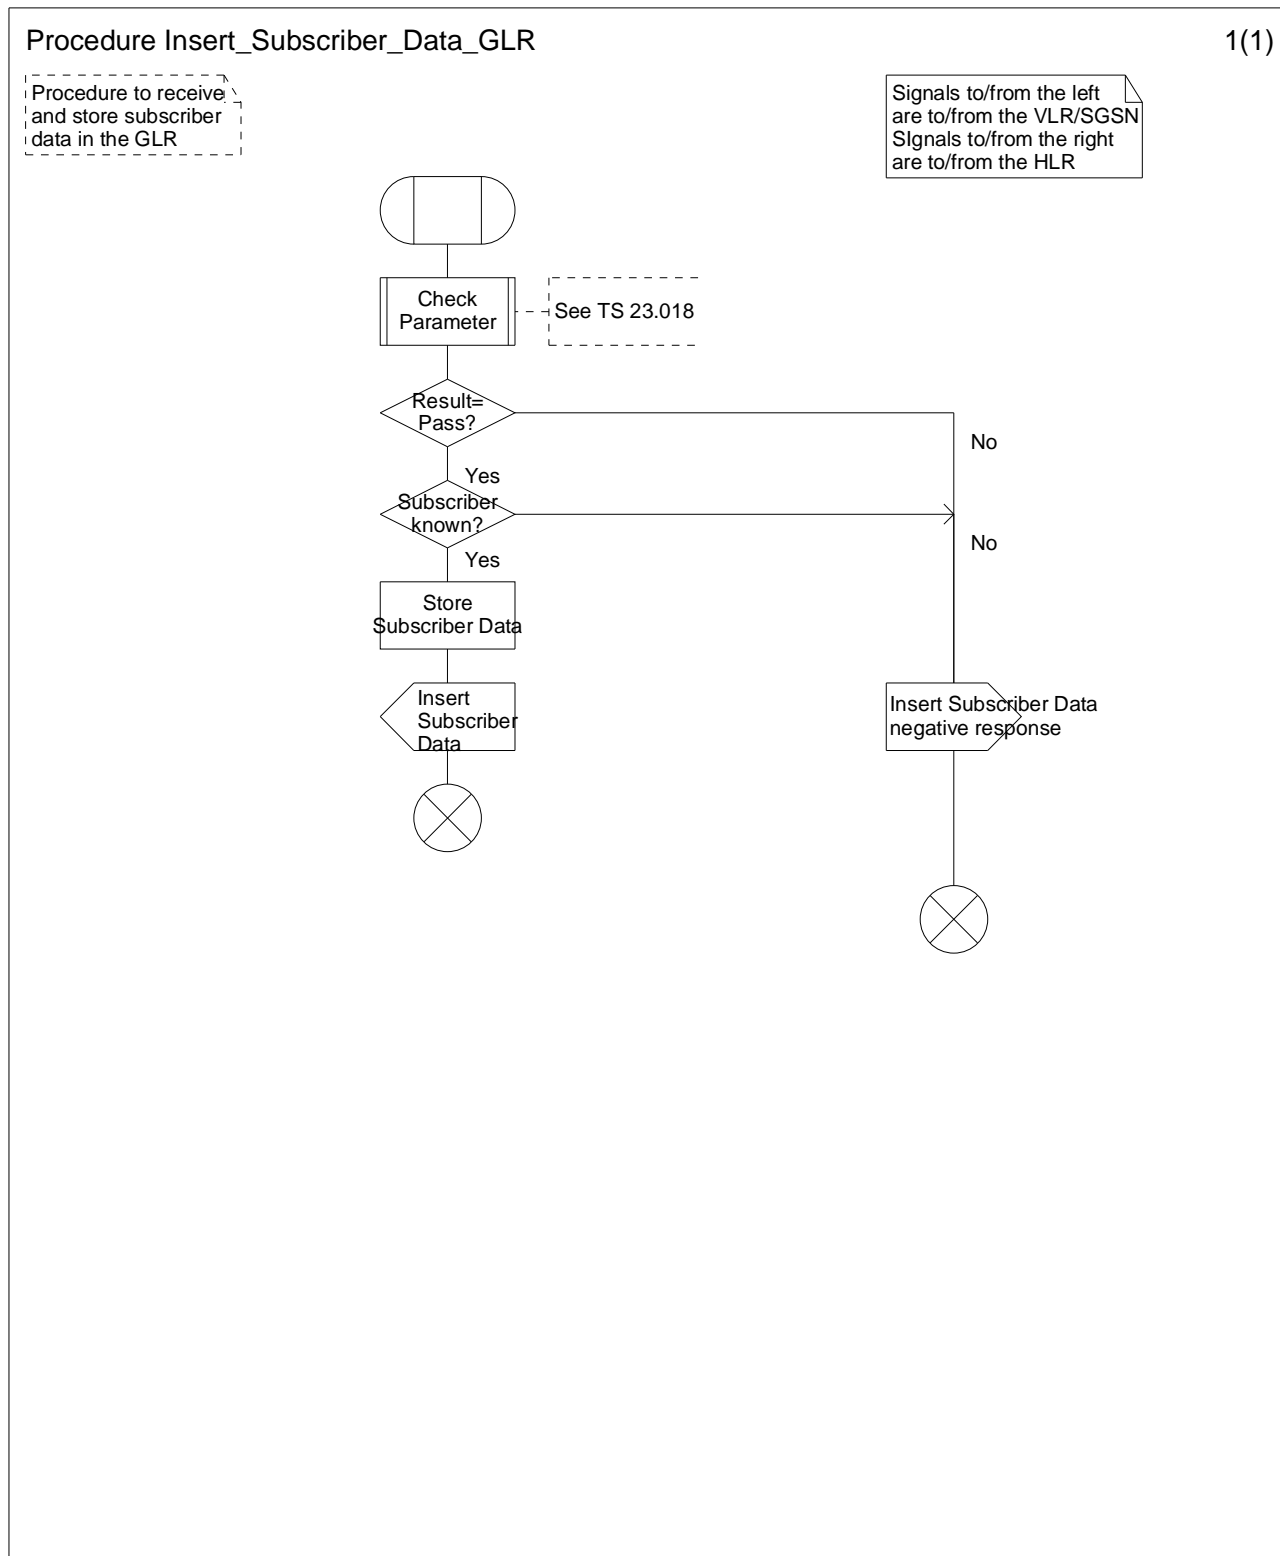 Procedure Insert_Subscriber_Data_GLR
1(1)
Procedure to receive
and store subscriber
data in the GLR
Signals to/from the left
are to/from the VLR/SGSN
SIgnals to/from the right
are to/from the HLR
Check
Parameter
See TS 23.018
Result=
Pass?
No
Yes
Subscriber
known?
No
Yes
Store
Subscriber Data
Insert
Subscriber
Data
Insert Subscriber Data
negative response